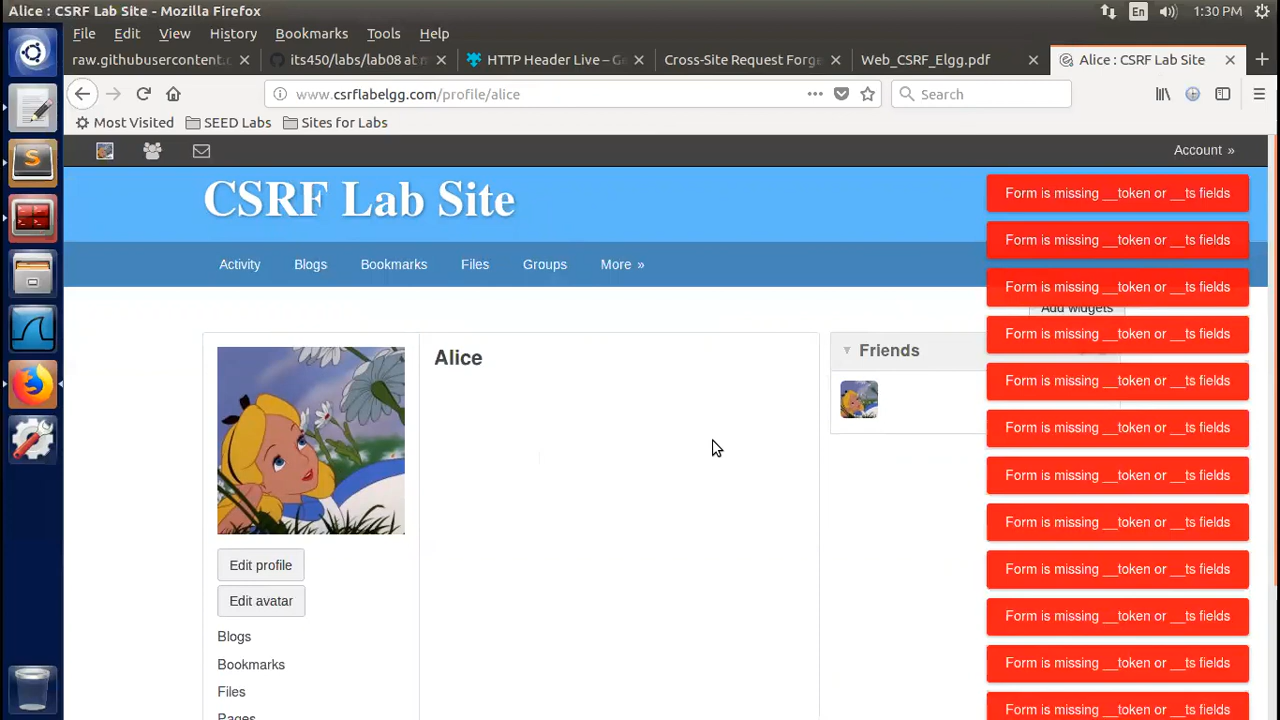 Alice : CSRF Lab Site - Mozilla Firefox
En
1:30 PM
File Edit View History Bookmarks Tools Help
raw.githubusercontent.
its450/labs/lab08 at m
HTTP Header Live – Ge
Cross-Site Request Forge
Web_CSRF_Elgg.pdf
Alice : CSRF Lab Site
www.csrflabelgg.com/profile/alice
Search
Most Visited
SEED Labs
Sites for Labs
Account »
CSRF Lab Site
Activity
Blogs
Bookmarks
Files
Groups
More »
Form is missing __token or __ts fields
Form is missing __token or __ts fields
Form is missing __token or __ts fields
Add widgets
Form is missing __token or __ts fields
Form is missing __token or __ts fields
Form is missing __token or __ts fields
Form is missing __token or __ts fields
Form is missing __token or __ts fields
Form is missing __token or __ts fields
Form is missing __token or __ts fields
Form is missing __token or __ts fields
Form is missing __token or __ts fields
Alice
Friends
Edit profile
Edit avatar
Blogs
Bookmarks
Files
Pages